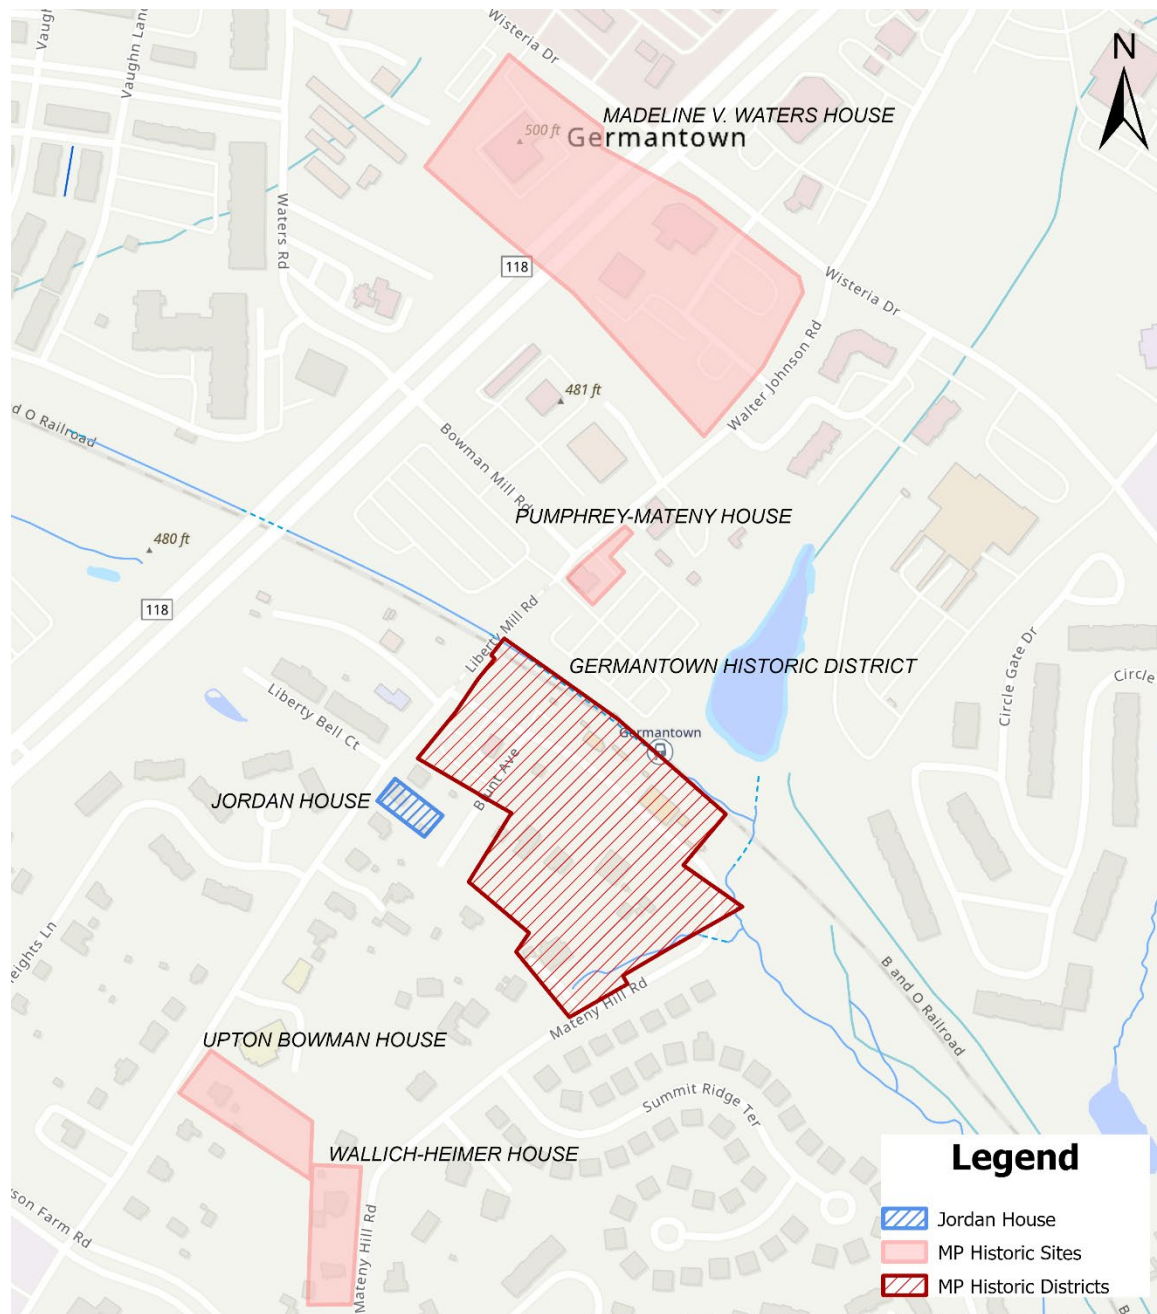 Wisteria Dr
N
Vaughn Lane
Vaug
MADELINE V. WATERS HOUSE
500 ft
Germantown
Waters Rd
118
Wisteria Dr
Walter Johnson Rd
481 ft
d O Railroad
Bowman Mill Rd
PUMPHREY-MATENY HOUSE
480 ft
118
Liberty Mill Rd
GERMANTOWN HISTORIC DISTRICT
Circle Gate Dr
Circle
Liberty Bell Ct
Germantown
Blunt Ave
JORDAN HOUSE
eights Ln
B and O Railroad
Mateny Hill Rd
UPTON BOWMAN HOUSE
Summit Ridge Ter
WALLICH-HEIMER HOUSE
Mateny Hill Rd
rson Farm Rd
Legend
Jordan House
MP Historic Sites
MP Historic Districts
B